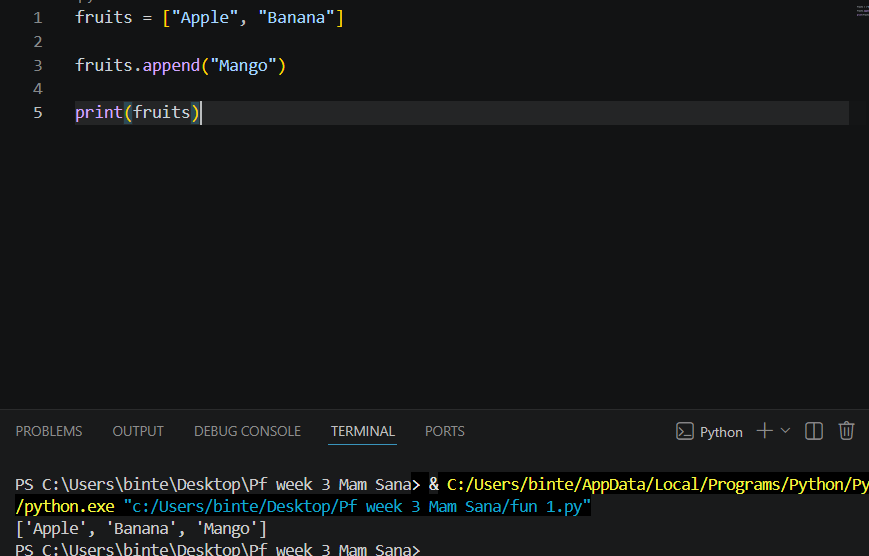 1 fruits = ["Apple", "Banana"]
2
3 fruits.append("Mango")
4
5 print(fruits)
PROBLEMS OUTPUT DEBUG CONSOLE TERMINAL PORTS Python
PS C:\Users\binte\Desktop\Pf week 3 Mam Sana> & C:/Users/binte/AppData/Local/Programs/Python/Py
/python.exe "c:/Users/binte/Desktop/Pf week 3 Mam Sana/fun 1.py"
['Apple', 'Banana', 'Mango']
PS C:\Users\binte\Desktop\Pf week 3 Mam Sana>